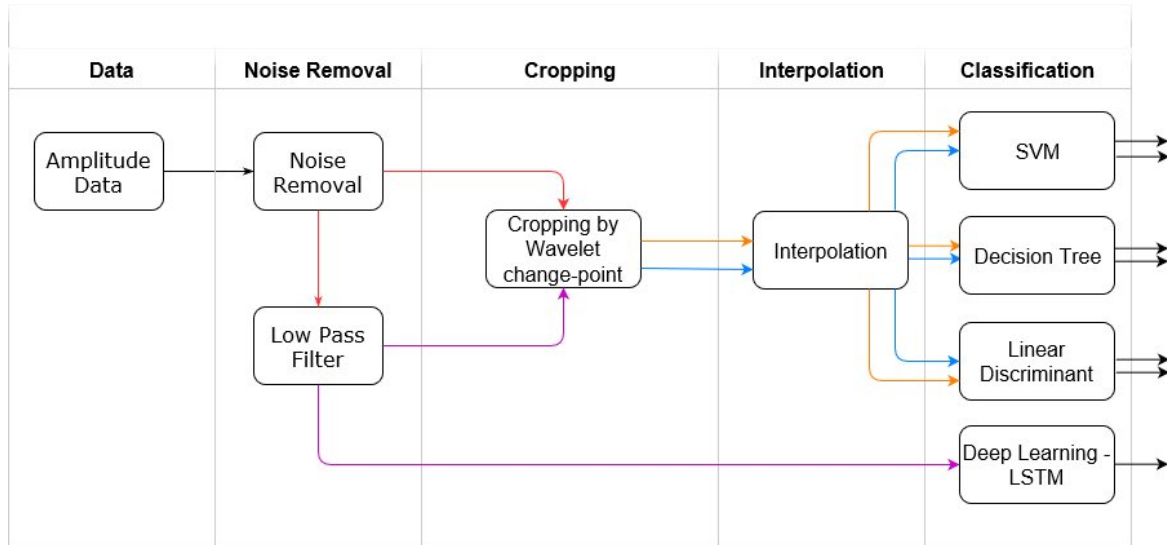 Data
Noise Removal
Cropping
Interpolation
Classification
Amplitude
Data
Noise
Removal
Low Pass
Filter
Cropping by
Wavelet
change-point
Interpolation
SVM
Decision Tree
Linear
Discriminant
Deep Learning -
LSTM